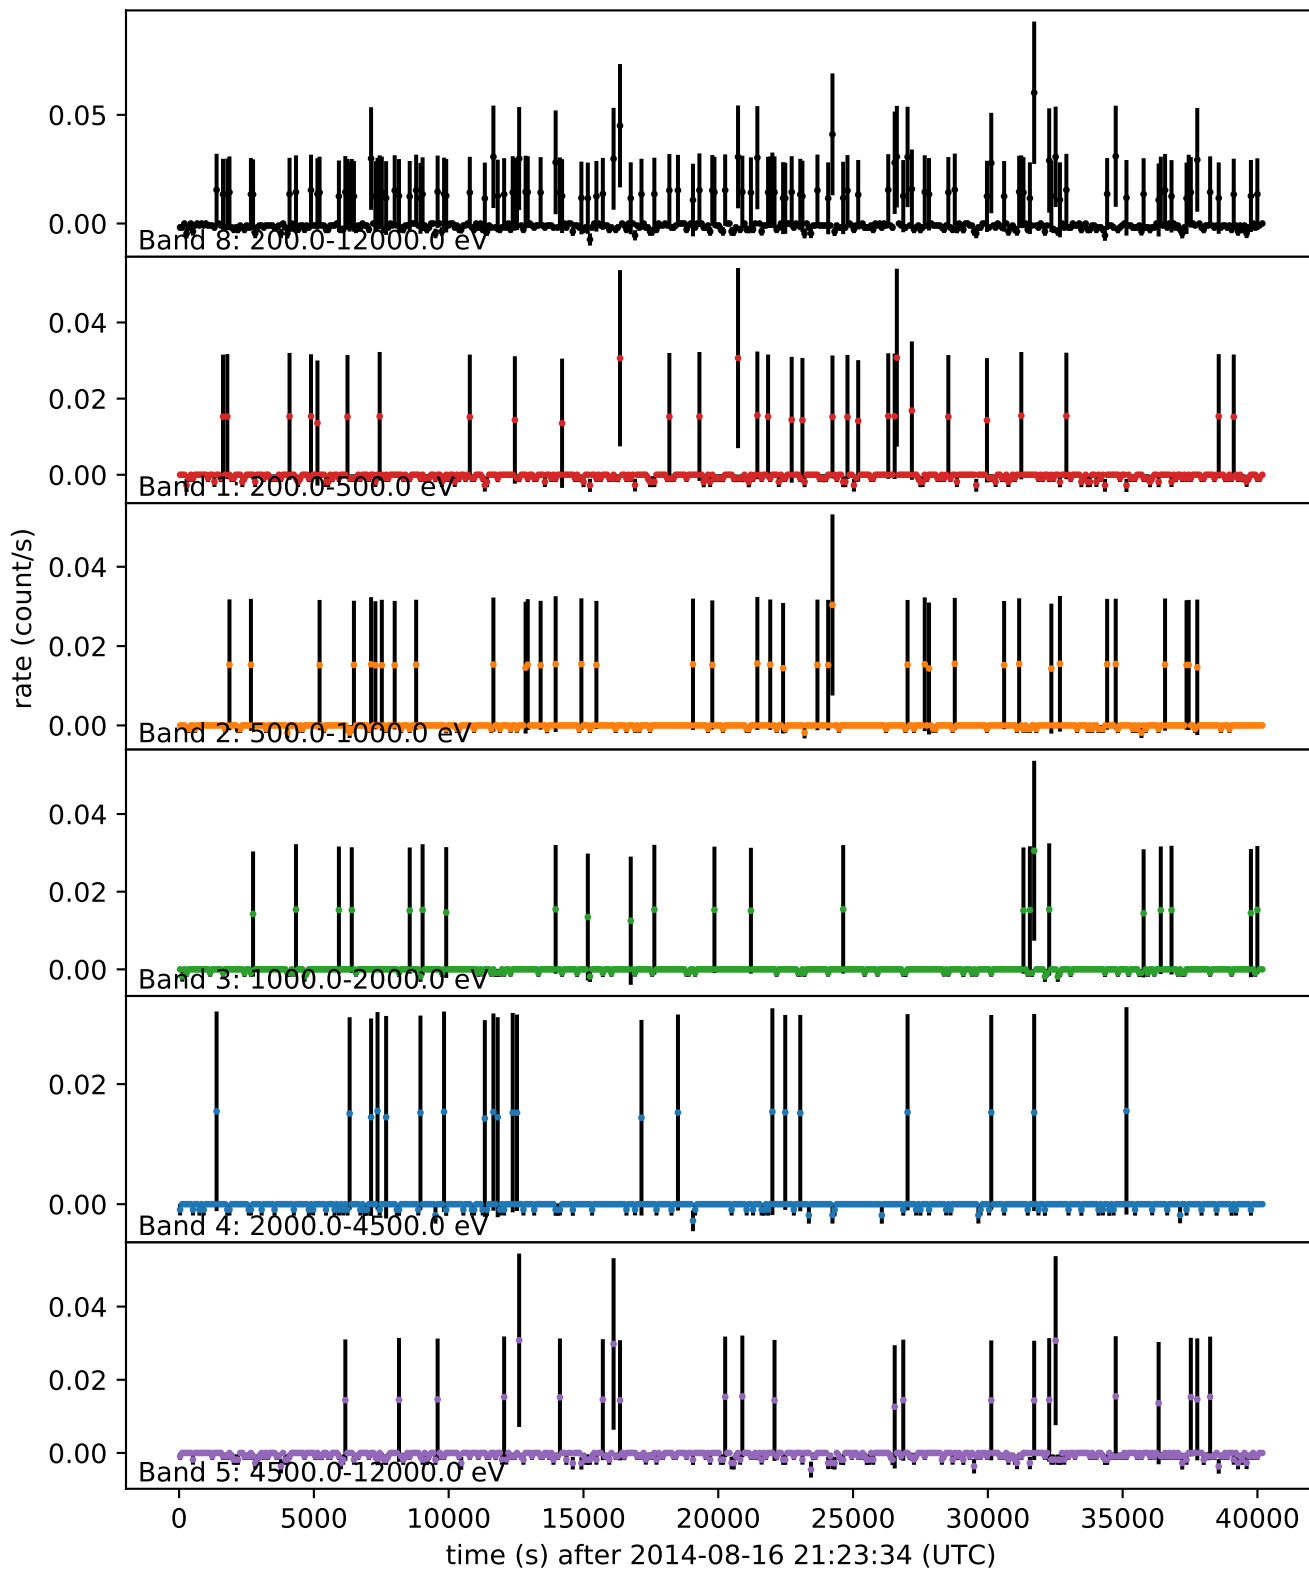 0.05
0.00
Band 8: 200.0-12000.0 eV
0.04
0.02
0.00
Band 1: 200.0-500.0 eV
0.04
0.02
0.00
Band 2: 500.0-1000.0 eV
rate (count/s)
0.04
0.02
0.00
Band 3: 1000.0-2000.0 eV
0.02
0.00
Band 4: 2000.0-4500.0 eV
0.04
0.02
0.00
Band 5: 4500.0-12000.0 eV
0 5000 10000 15000 20000 25000 30000 35000 40000
time (s) after 2014-08-16 21:23:34 (UTC)